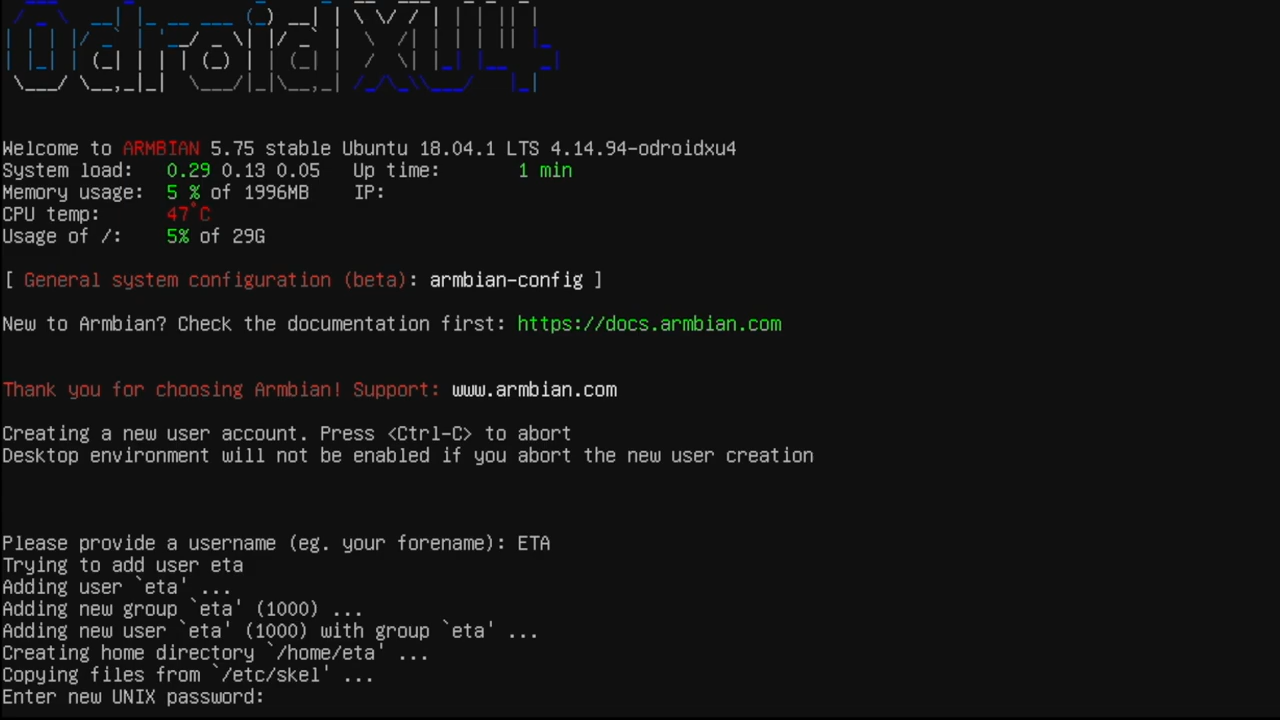 Odroid XU4
Welcome to ARMBIAN 5.75 stable Ubuntu 18.04.1 LTS 4.14.94-odroidxu4
System load: 0.29 0.13 0.05 Up time: 1 min
Memory usage: 5 % of 1996MB IP:
CPU temp: 47°C
Usage of /: 5% of 29G
[ General system configuration (beta): armbian-config ]
New to Armbian? Check the documentation first: https://docs.armbian.com
Thank you for choosing Armbian! Support: www.armbian.com
Creating a new user account. Press <Ctrl-C> to abort
Desktop environment will not be enabled if you abort the new user creation
Please provide a username (eg. your forename): ETA
Trying to add user eta
Adding user `eta' ...
Adding new group `eta' (1000) ...
Adding new user `eta' (1000) with group `eta' ...
Creating home directory `/home/eta' ...
Copying files from `/etc/skel' ...
Enter new UNIX password: